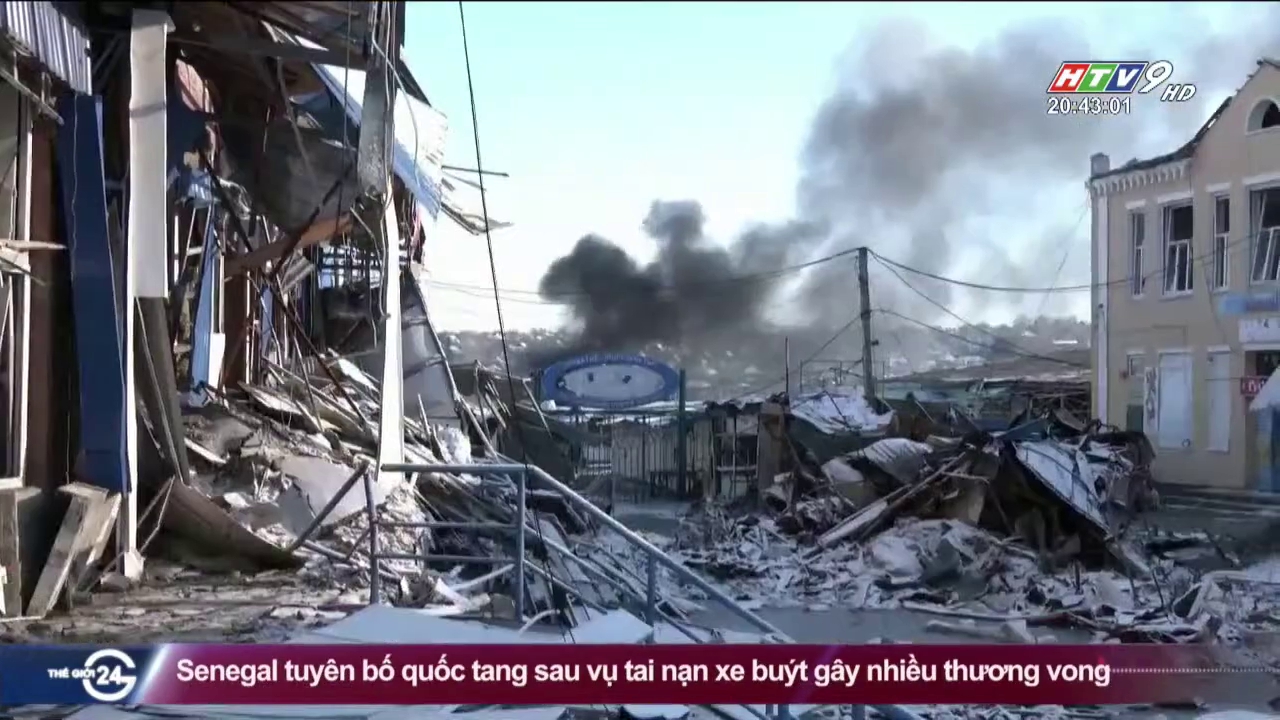 HTV9 HD
20:43:01
THẾ GIỚI 24G
Senegal tuyên bố quốc tang sau vụ tai nạn xe buýt gây nhiều thương vong